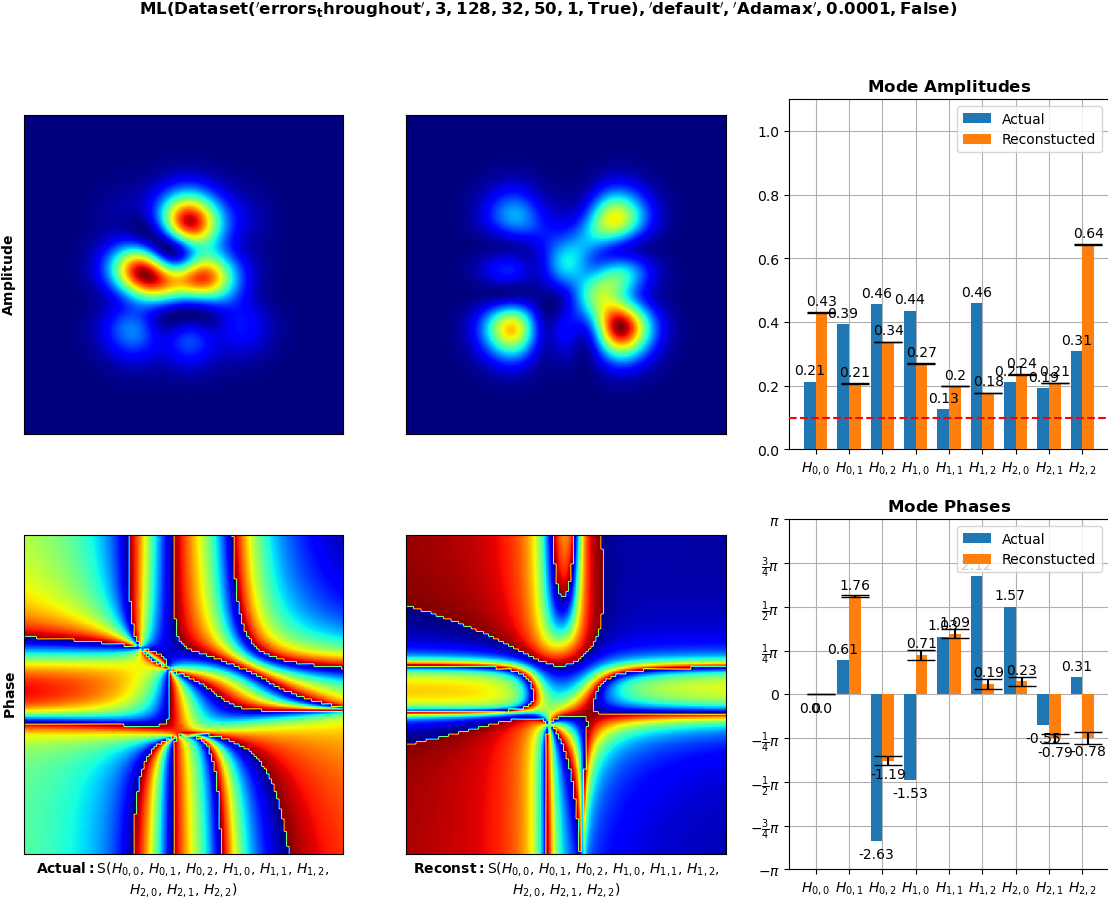 ML(Dataset('errors_throughout', 3, 128, 32, 50, 1, True), 'default', 'Adamax', 0.0001, False)
Amplitude
Mode Amplitudes
Actual
Reconstucted
1.0
0.8
0.6
0.4
0.2
0.0
0.21 0.39 0.46 0.44 0.13 0.46 0.21 0.19 0.31
0.43 0.21 0.34 0.27 0.2 0.18 0.24 0.21 0.64
H0,0 H0,1 H0,2 H1,0 H1,1 H1,2 H2,0 H2,1 H2,2
Phase
Mode Phases
Actual
Reconstucted
π
3/4π
1/2π
1/4π
0
−1/4π
−1/2π
−3/4π
−π
0.0 0.61 -2.63 -1.53 2.12 1.57 0.31
0.0 1.76 -1.19 0.71 1.09 0.19 0.23 -0.79 -0.78
H0,0 H0,1 H0,2 H1,0 H1,1 H1,2 H2,0 H2,1 H2,2
Actual: S(H0,0, H0,1, H0,2, H1,0, H1,1, H1,2,
H2,0, H2,1, H2,2)
Reconst: S(H0,0, H0,1, H0,2, H1,0, H1,1, H1,2,
H2,0, H2,1, H2,2)